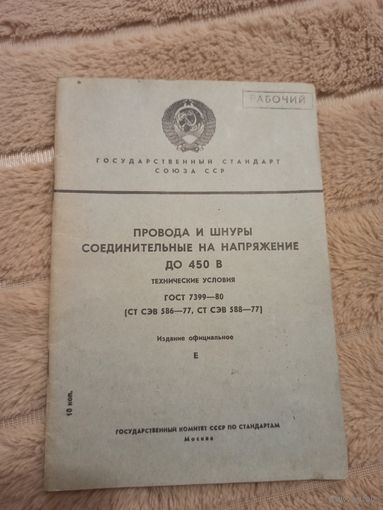 РАБОЧИЙ
ГОСУДАРСТВЕННЫЙ СТАНДАРТ
СОЮЗА ССР
ПРОВОДА И ШНУРЫ
СОЕДИНИТЕЛЬНЫЕ НА НАПРЯЖЕНИЕ
ДО 450 В
ТЕХНИЧЕСКИЕ УСЛОВИЯ
ГОСТ 7399—80
(СТ СЭВ 586—77, СТ СЭВ 588—77)
Издание официальное
Е
10 коп.
ГОСУДАРСТВЕННЫЙ КОМИТЕТ СССР ПО СТАНДАРТАМ
Москва